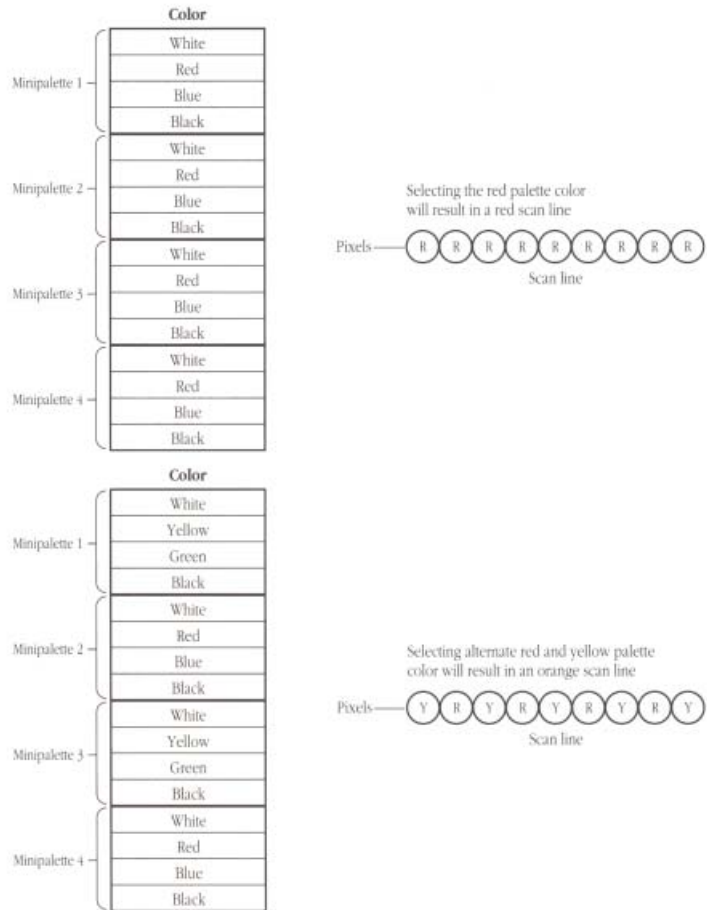 Color
Minipalette 1
White
Red
Blue
Black
Minipalette 2
White
Red
Blue
Black
Minipalette 3
White
Red
Blue
Black
Minipalette 4
White
Red
Blue
Black
Selecting the red palette color
will result in a red scan line
Pixels R R R R R R R R R
Scan line
Color
Minipalette 1
White
Yellow
Green
Black
Minipalette 2
White
Red
Blue
Black
Minipalette 3
White
Yellow
Green
Black
Minipalette 4
White
Red
Blue
Black
Selecting alternate red and yellow palette
color will result in an orange scan line
Pixels Y R Y R Y R Y R Y
Scan line